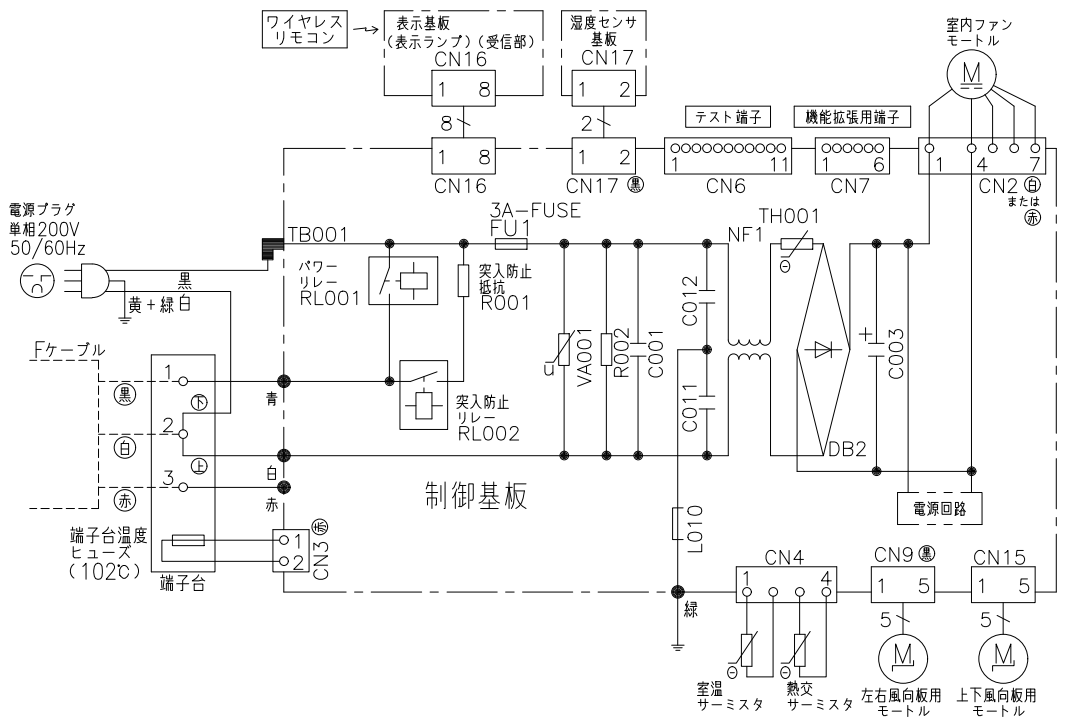 ワイヤレス
リモコン
表示基板
(表示ランプ)(受信部)
CN16
1 8
8
1 8
CN16
湿度センサ
基板
CN17
1 2
2
1 2
CN17 黒
テスト端子
1 11
CN6
機能拡張用端子
1 6
CN7
室内ファン
モートル
M
1 4 7
CN2 白
または
赤
電源プラグ
単相200V
50/60Hz
黒
白
黄+緑
TB001
パワー
リレー
RL001
突入防止
抵抗
R001
3A-FUSE
FU1
突入防止
リレー
RL002
u
VA001
R002
C001
C012
C011
NF1
TH001
θ
DB2
+
C003
電源回路
Fケーブル
黒
白
赤
1
下
2
上
3
青
白
赤
制御基板
端子台温度
ヒューズ
(102℃)
端子台
1
2
CN3 赤
L010
緑
CN4
1 4
θ
室温
サーミスタ
θ
熱交
サーミスタ
CN9 黒
1 5
5
M
左右風向板用
モートル
CN15
1 5
5
M
上下風向板用
モートル